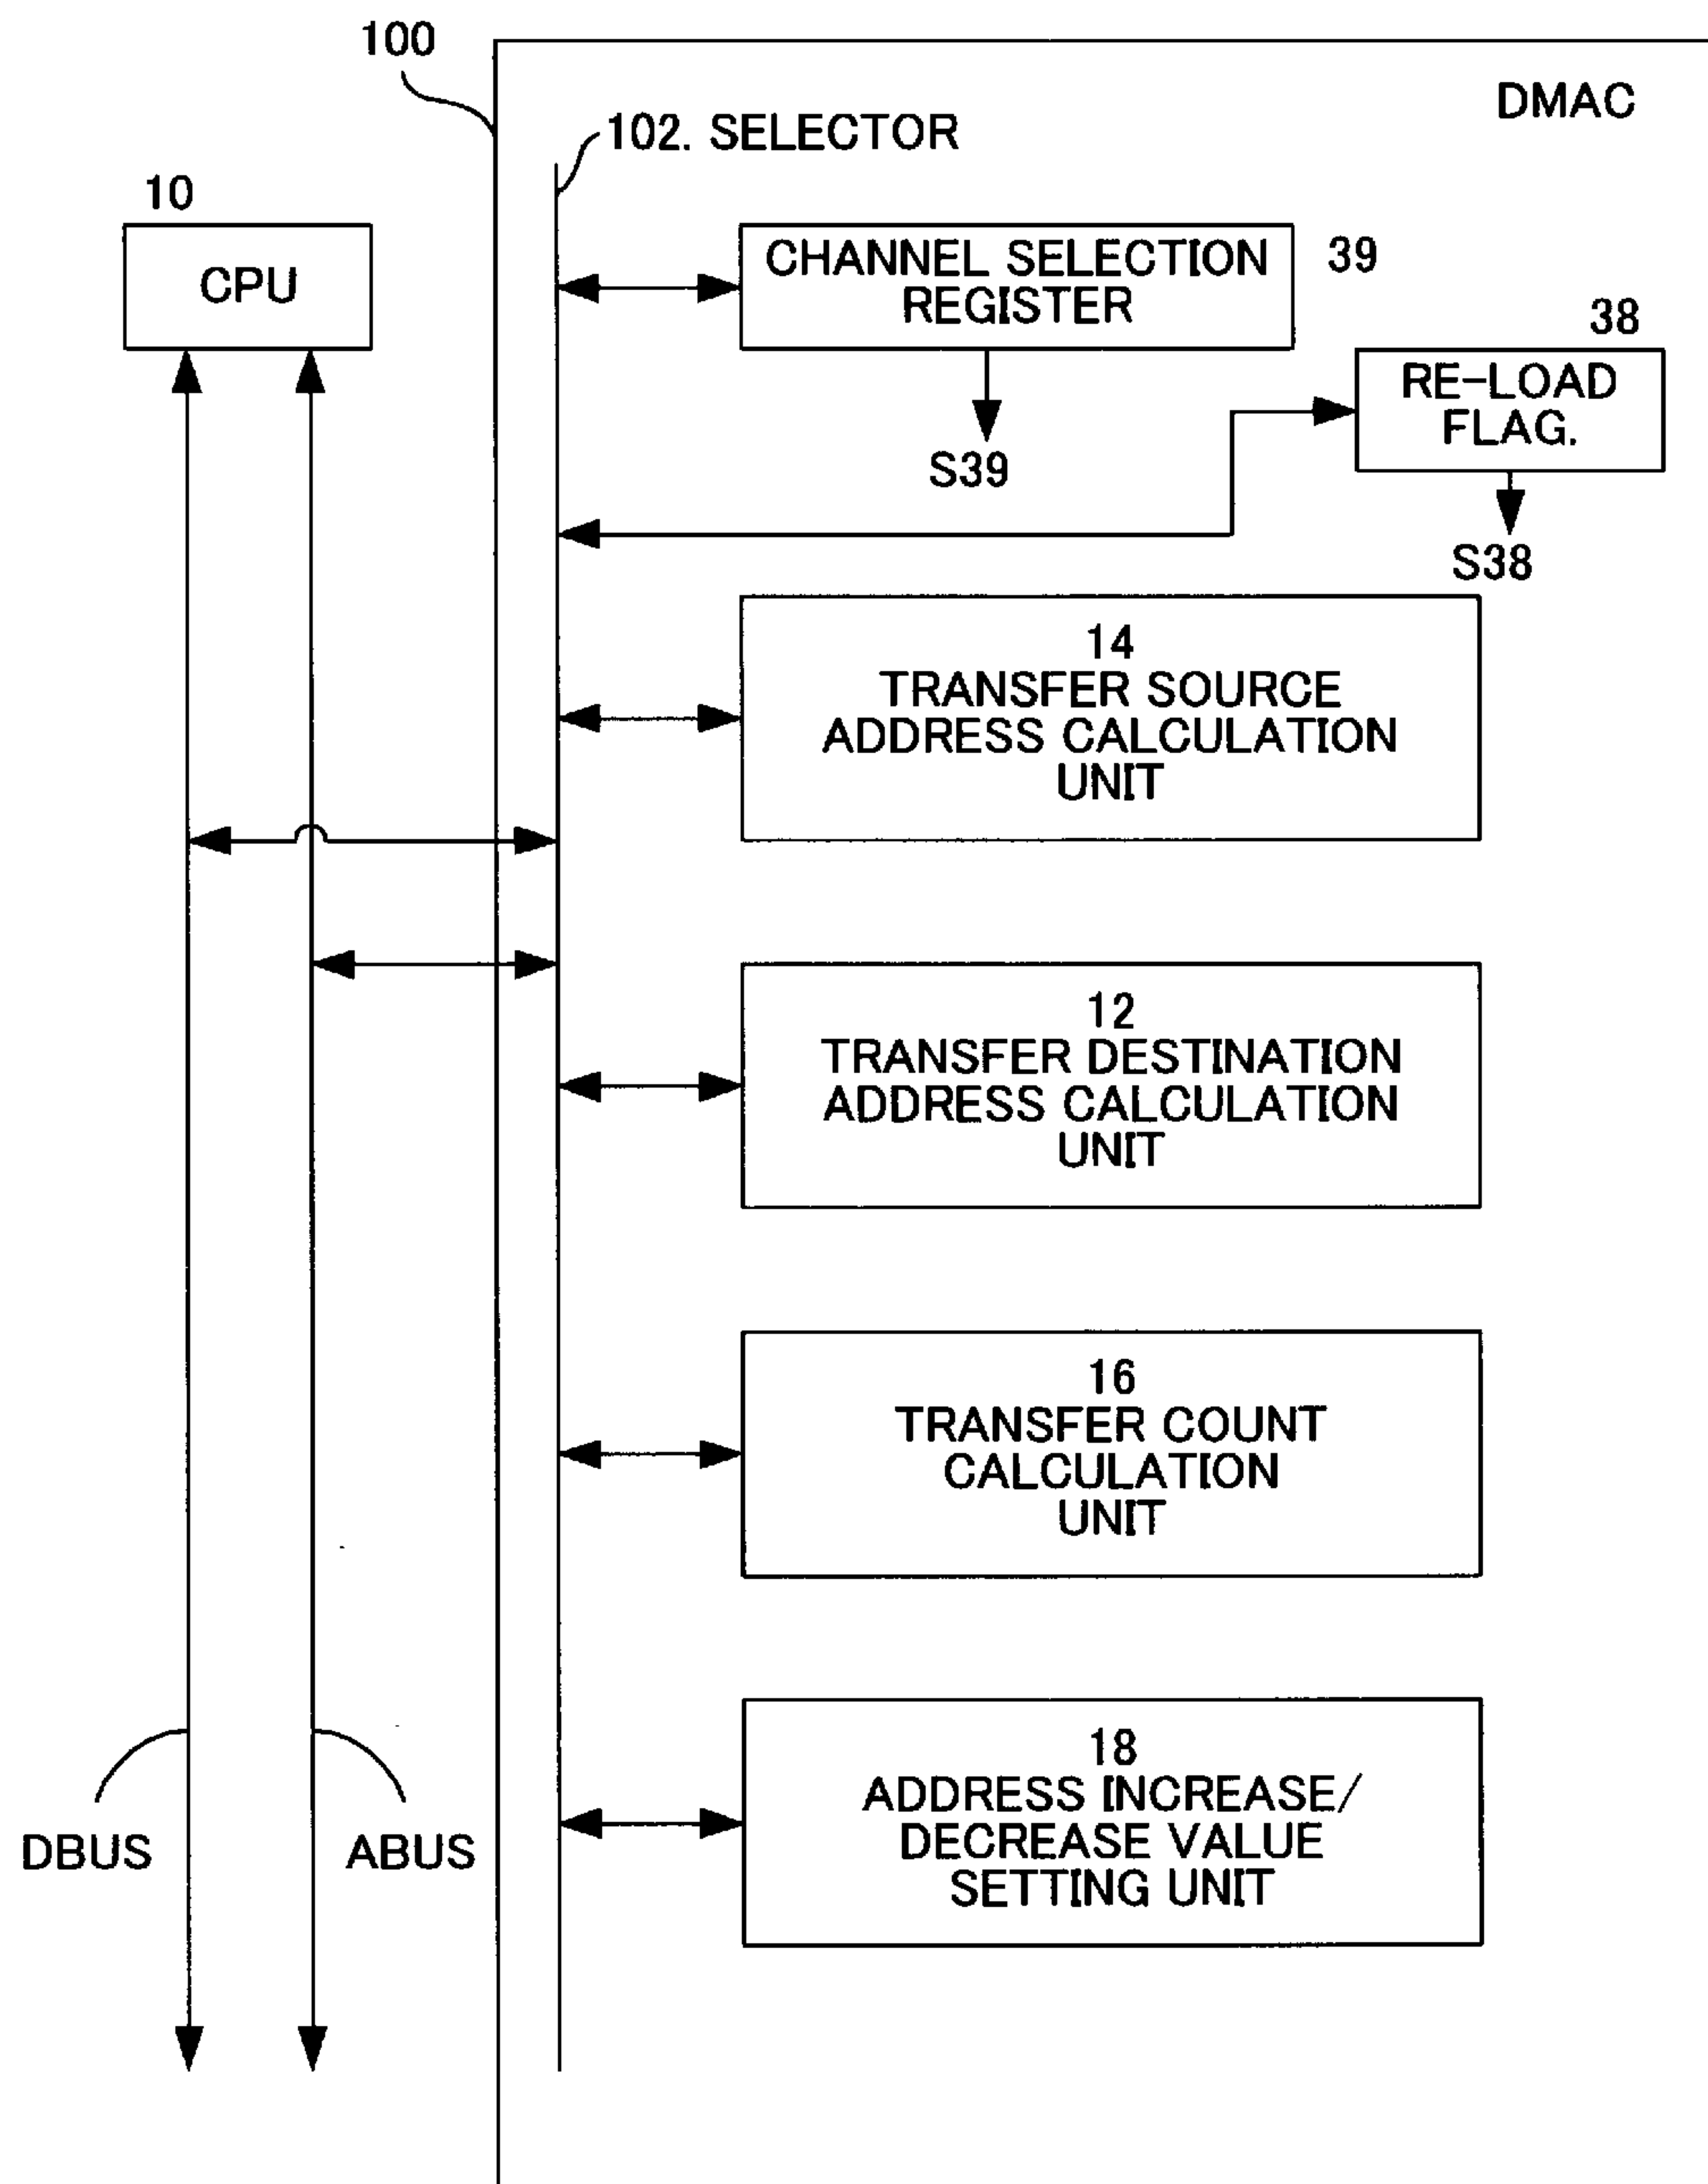 100
DMAC
102. SELECTOR
10
CPU
CHANNEL SELECTION
REGISTER
39
38
RE-LOAD
FLAG.
S39
S38
14
TRANSFER SOURCE
ADDRESS CALCULATION
UNIT
12
TRANSFER DESTINATION
ADDRESS CALCULATION
UNIT
16
TRANSFER COUNT
CALCULATION
UNIT
18
ADDRESS INCREASE/
DECREASE VALUE
SETTING UNIT
DBUS
ABUS